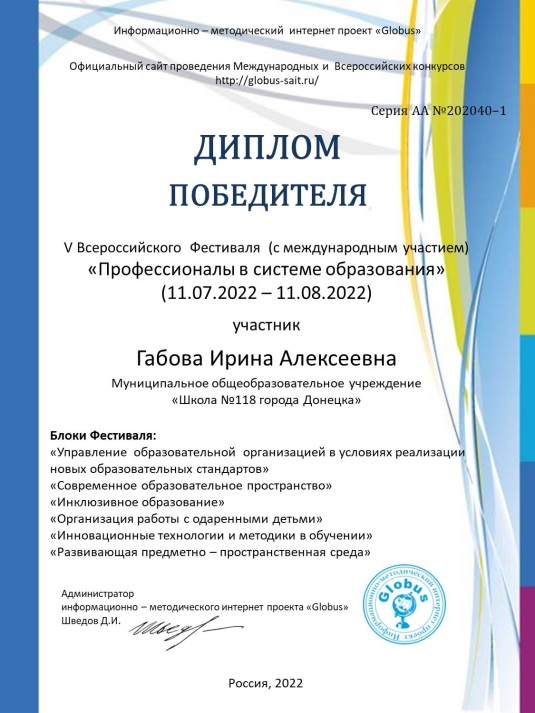 Информационно – методический интернет проект «Globus»
Официальный сайт проведения Международных и Всероссийских конкурсов
http://globus-sait.ru/
Серия АА №202040–1
ДИПЛОМ
ПОБЕДИТЕЛЯ
V Всероссийского Фестиваля (с международным участием)
«Профессионалы в системе образования»
(11.07.2022 – 11.08.2022)
участник
Габова Ирина Алексеевна
Муниципальное общеобразовательное учреждение
«Школа №118 города Донецка»
Блоки Фестиваля:
«Управление образовательной организацией в условиях реализации
новых образовательных стандартов»
«Современное образовательное пространство»
«Инклюзивное образование»
«Организация работы с одаренными детьми»
«Инновационные технологии и методики в обучении»
«Развивающая предметно – пространственная среда»
Администратор
информационно – методического интернет проекта «Globus»
Шведов Д.И.
Globus
Информационно-методический интернет проект
Россия, 2022